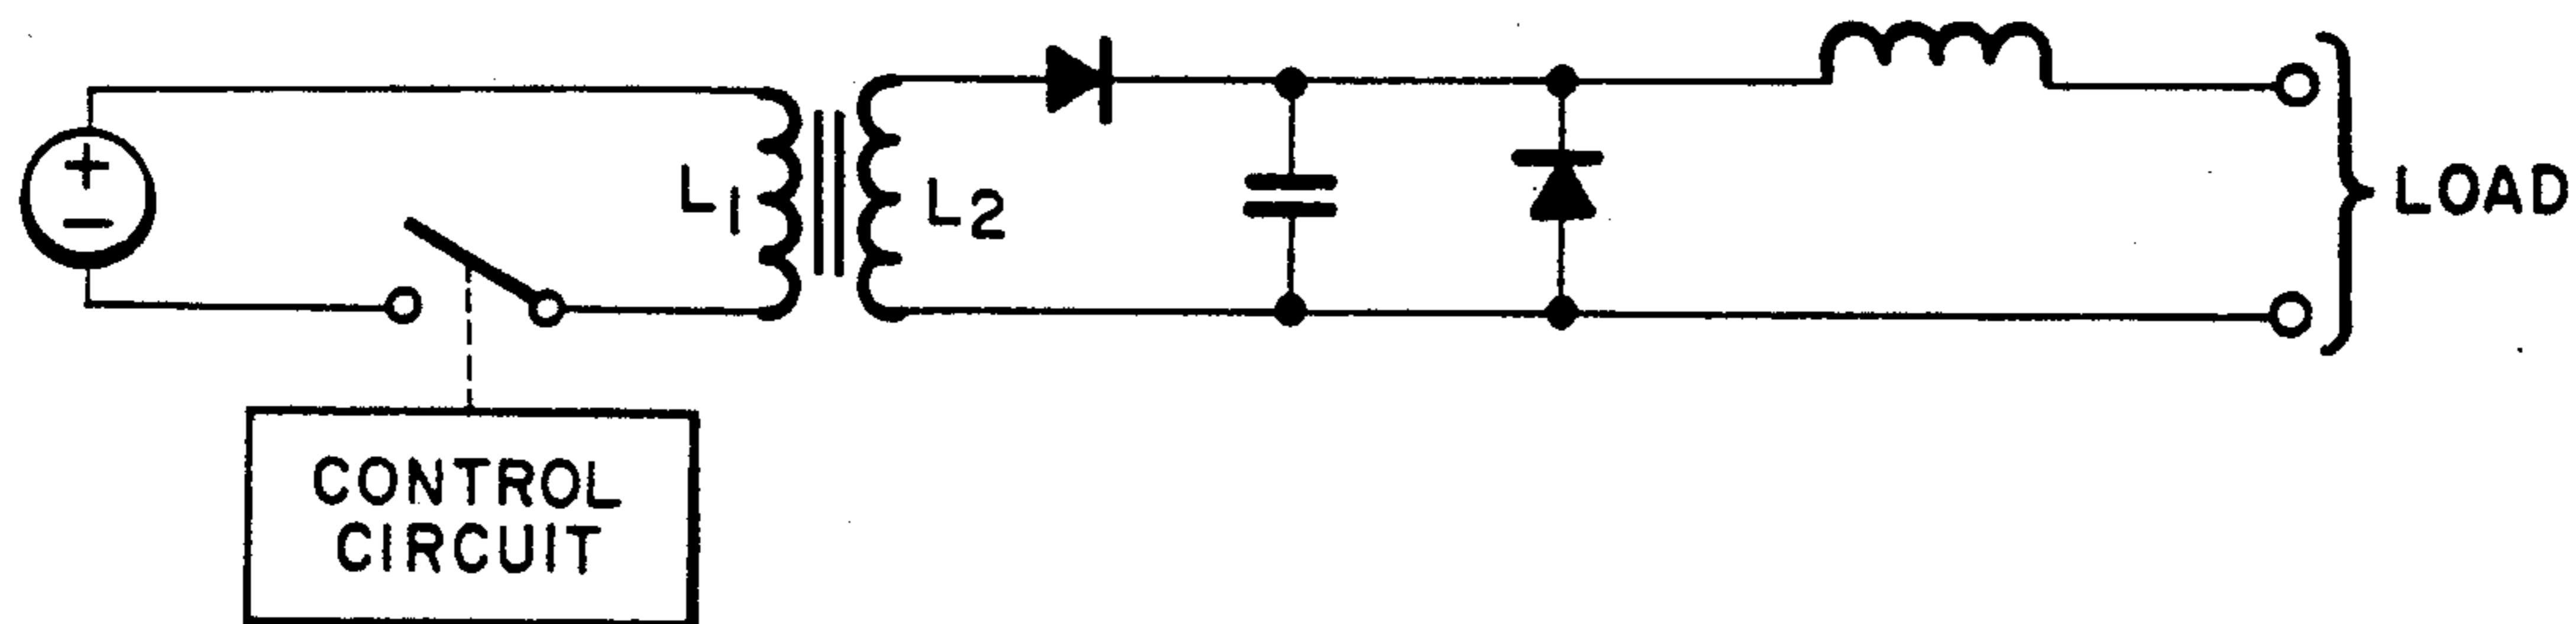 +
−
L1
L2
LOAD
CONTROL
CIRCUIT